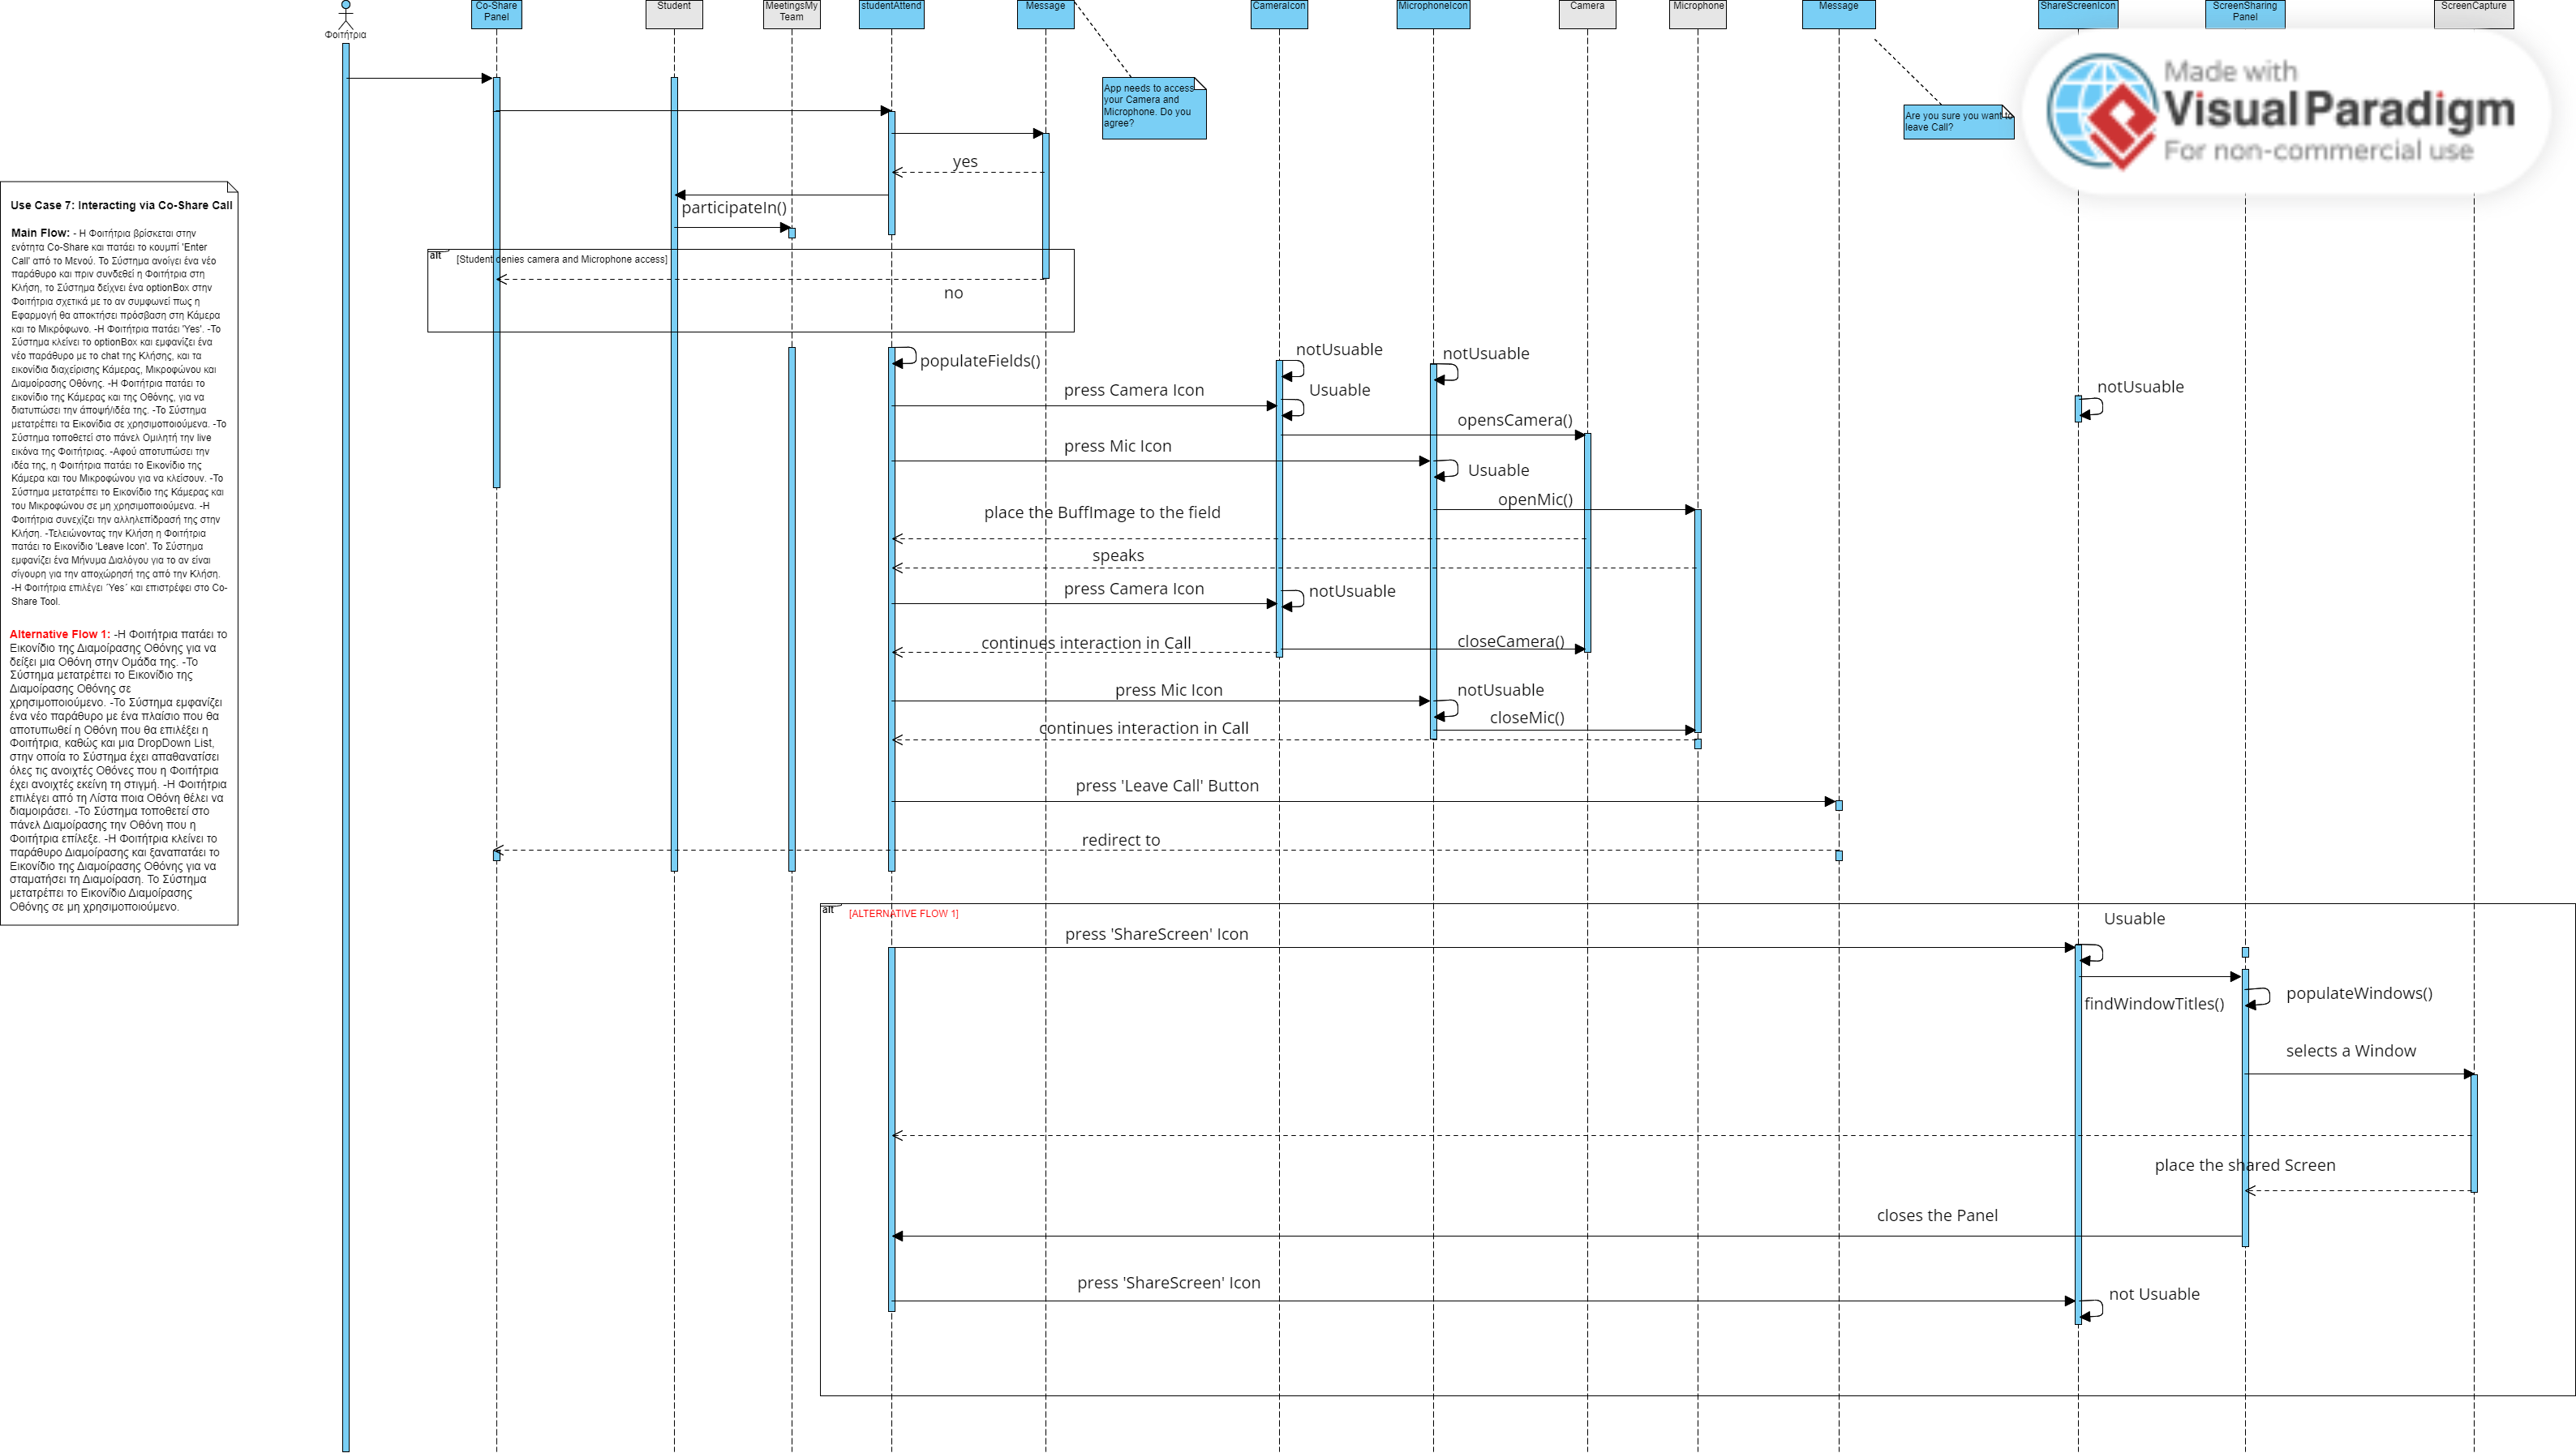 Φοιτήτρια
Co-Share
Panel
Student
MeetingsMy
Team
studentAttend
Message
CameraIcon
MicrophoneIcon
Camera
Microphone
Message
ShareScreenIcon
ScreenSharing
Panel
ScreenCapture
Made with
Visual Paradigm
For non-commercial use
App needs to access
your Camera and
Microphone. Do you
agree?
Are you sure you want to
leave Call?
Use Case 7: Interacting via Co-Share Call
Main Flow: - Η Φοιτήτρια βρίσκεται στην
ενότητα Co-Share και πατάει το κουμπί 'Enter
Call' από το Μενού. Το Σύστημα ανοίγει ένα νέο
παράθυρο και πριν συνδεθεί η Φοιτήτρια στη
Κλήση, το Σύστημα δείχνει ένα optionBox στην
Φοιτήτρια σχετικά με το αν συμφωνεί πως η
Εφαρμογή θα αποκτήσει πρόσβαση στη Κάμερα
και το Μικρόφωνο. -Η Φοιτήτρια πατάει 'Yes'. -Το
Σύστημα κλείνει το optionBox και εμφανίζει ένα
νέο παράθυρο με το chat της Κλήσης, και τα
εικονίδια διαχείρισης Κάμερας, Μικροφώνου και
Διαμοίρασης Οθόνης. -Η Φοιτήτρια πατάει το
εικονίδιο της Κάμερας και της Οθόνης, για να
διατυπώσει την άποψή/ιδέα της. -Το Σύστημα
μετατρέπει τα Εικονίδια σε χρησιμοποιούμενα. -Το
Σύστημα τοποθετεί στο πάνελ Ομιλητή την live
εικόνα της Φοιτήτριας. -Αφού αποτυπώσει την
ιδέα της, η Φοιτήτρια πατάει το Εικονίδιο της
Κάμερα και του Μικροφώνου για να κλείσουν. -Το
Σύστημα μετατρέπει το Εικονίδιο της Κάμερας και
του Μικροφώνου σε μη χρησιμοποιούμενα. -Η
Φοιτήτρια συνεχίζει την αλληλεπίδρασή της στην
Κλήση. -Τελειώνοντας την Κλήση η Φοιτήτρια
πατάει το Εικονίδιο 'Leave Icon'. Το Σύστημα
εμφανίζει ένα Μήνυμα Διαλόγου για το αν είναι
σίγουρη για την αποχώρησή της από την Κλήση.
-Η Φοιτήτρια επιλέγει ΄Yes΄ και επιστρέφει στο Co-
Share Tool.
Alternative Flow 1: -Η Φοιτήτρια πατάει το
Εικονίδιο της Διαμοίρασης Οθόνης για να
δείξει μια Οθόνη στην Ομάδα της. -Το
Σύστημα μετατρέπει το Εικονίδιο της
Διαμοίρασης Οθόνης σε
χρησιμοποιούμενο. -Το Σύστημα εμφανίζει
ένα νέο παράθυρο με ένα πλαίσιο που θα
αποτυπωθεί η Οθόνη που θα επιλέξει η
Φοιτήτρια, καθώς και μια DropDown List,
στην οποία το Σύστημα έχει απαθανατίσει
όλες τις ανοιχτές Οθόνες που η Φοιτήτρια
έχει ανοιχτές εκείνη τη στιγμή. -Η Φοιτήτρια
επιλέγει από τη Λίστα ποια Οθόνη θέλει να
διαμοιράσει. -Το Σύστημα τοποθετεί στο
πάνελ Διαμοίρασης την Οθόνη που η
Φοιτήτρια επίλεξε. -Η Φοιτήτρια κλείνει το
παράθυρο Διαμοίρασης και ξαναπατάει το
Εικονίδιο της Διαμοίρασης Οθόνης για να
σταματήσει τη Διαμοίραση. Το Σύστημα
μετατρέπει το Εικονίδιο Διαμοίρασης
Οθόνης σε μη χρησιμοποιούμενο.
yes
participateIn()
alt
[Student denies camera and Microphone access]
no
populateFields()
notUsuable
notUsuable
notUsuable
press Camera Icon
Usuable
opensCamera()
press Mic Icon
Usuable
openMic()
place the BuffImage to the field
speaks
press Camera Icon
notUsuable
continues interaction in Call
closeCamera()
press Mic Icon
notUsuable
closeMic()
continues interaction in Call
press 'Leave Call' Button
redirect to
alt
[ALTERNATIVE FLOW 1]
Usuable
press 'ShareScreen' Icon
findWindowTitles()
populateWindows()
selects a Window
place the shared Screen
closes the Panel
press 'ShareScreen' Icon
not Usuable